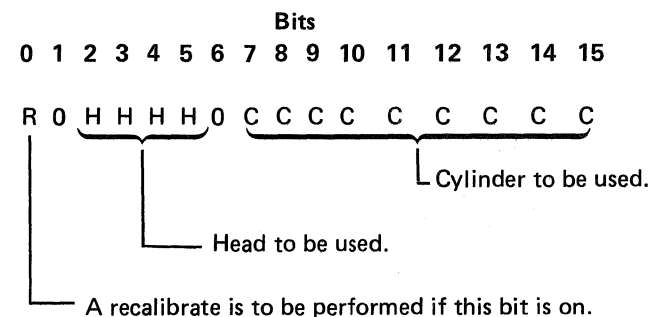 Bits
0 1 2 3 4 5 6 7 8 9 10 11 12 13 14 15
R 0 H H H H 0 C C C C C C C C C
Cylinder to be used.
Head to be used.
A recalibrate is to be performed if this bit is on.